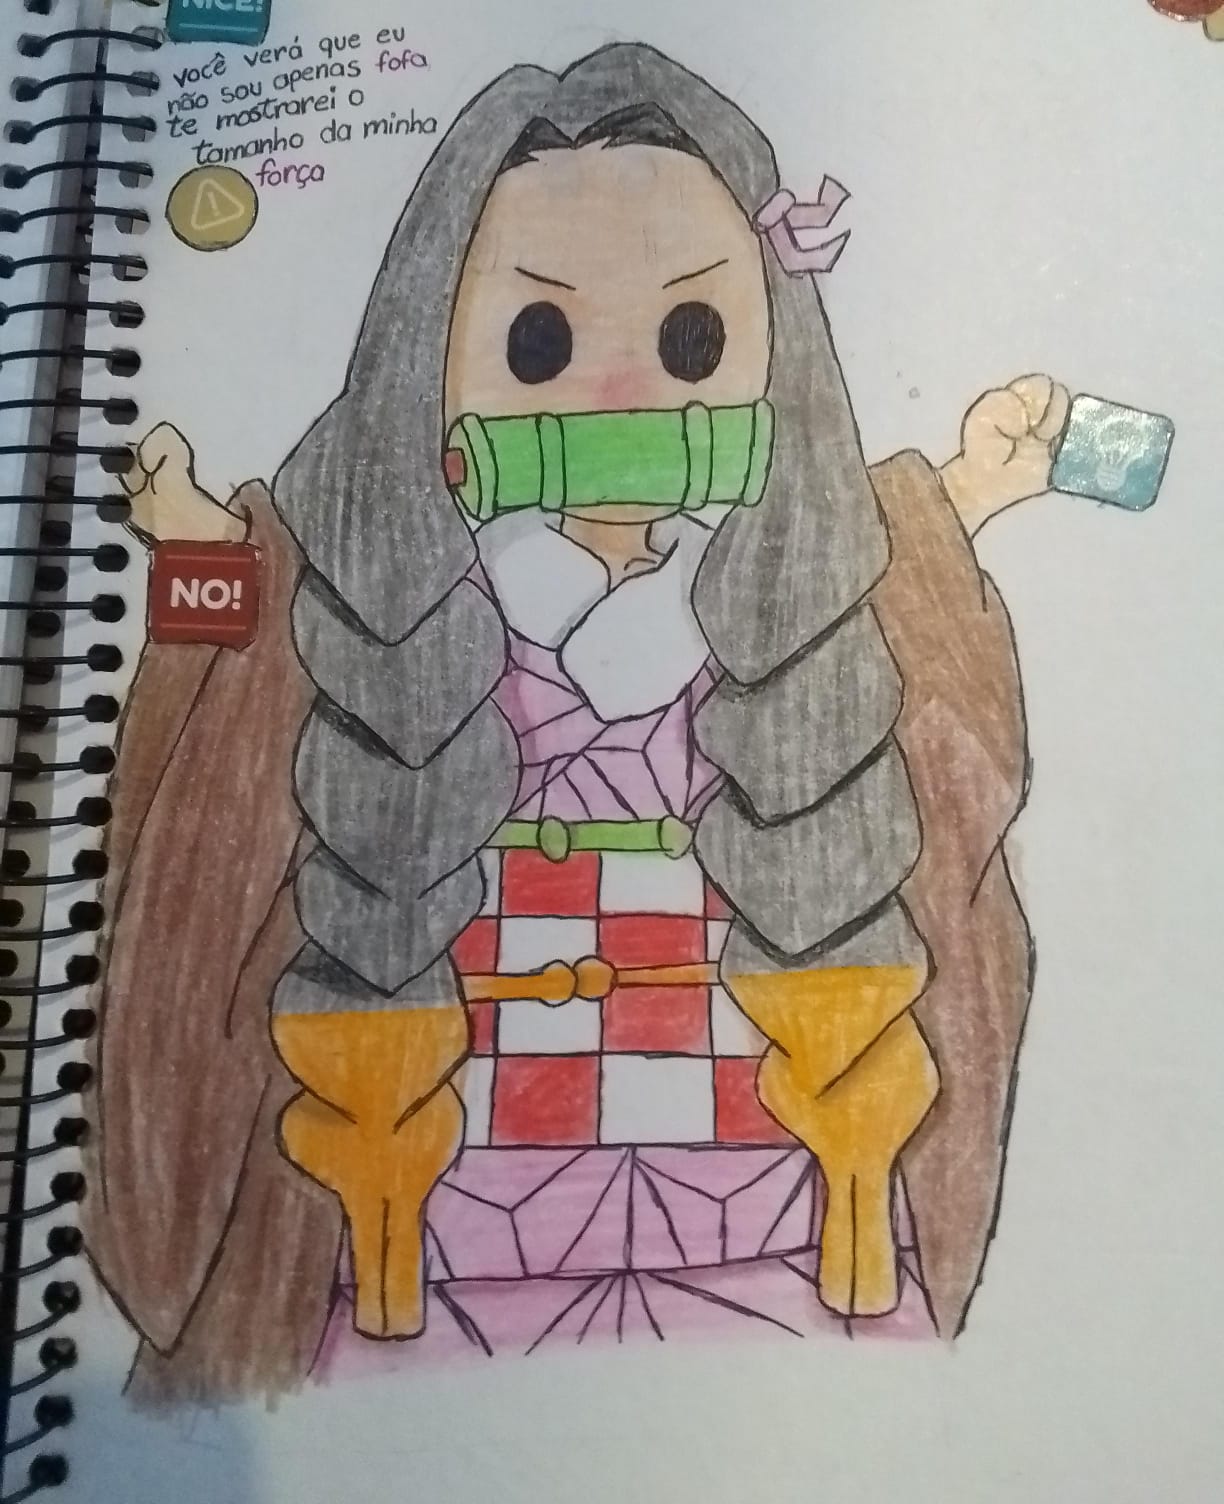 NICE!
você verá que eu
não sou apenas fofa
te mostrarei o
tamanho da minha
força
NO!